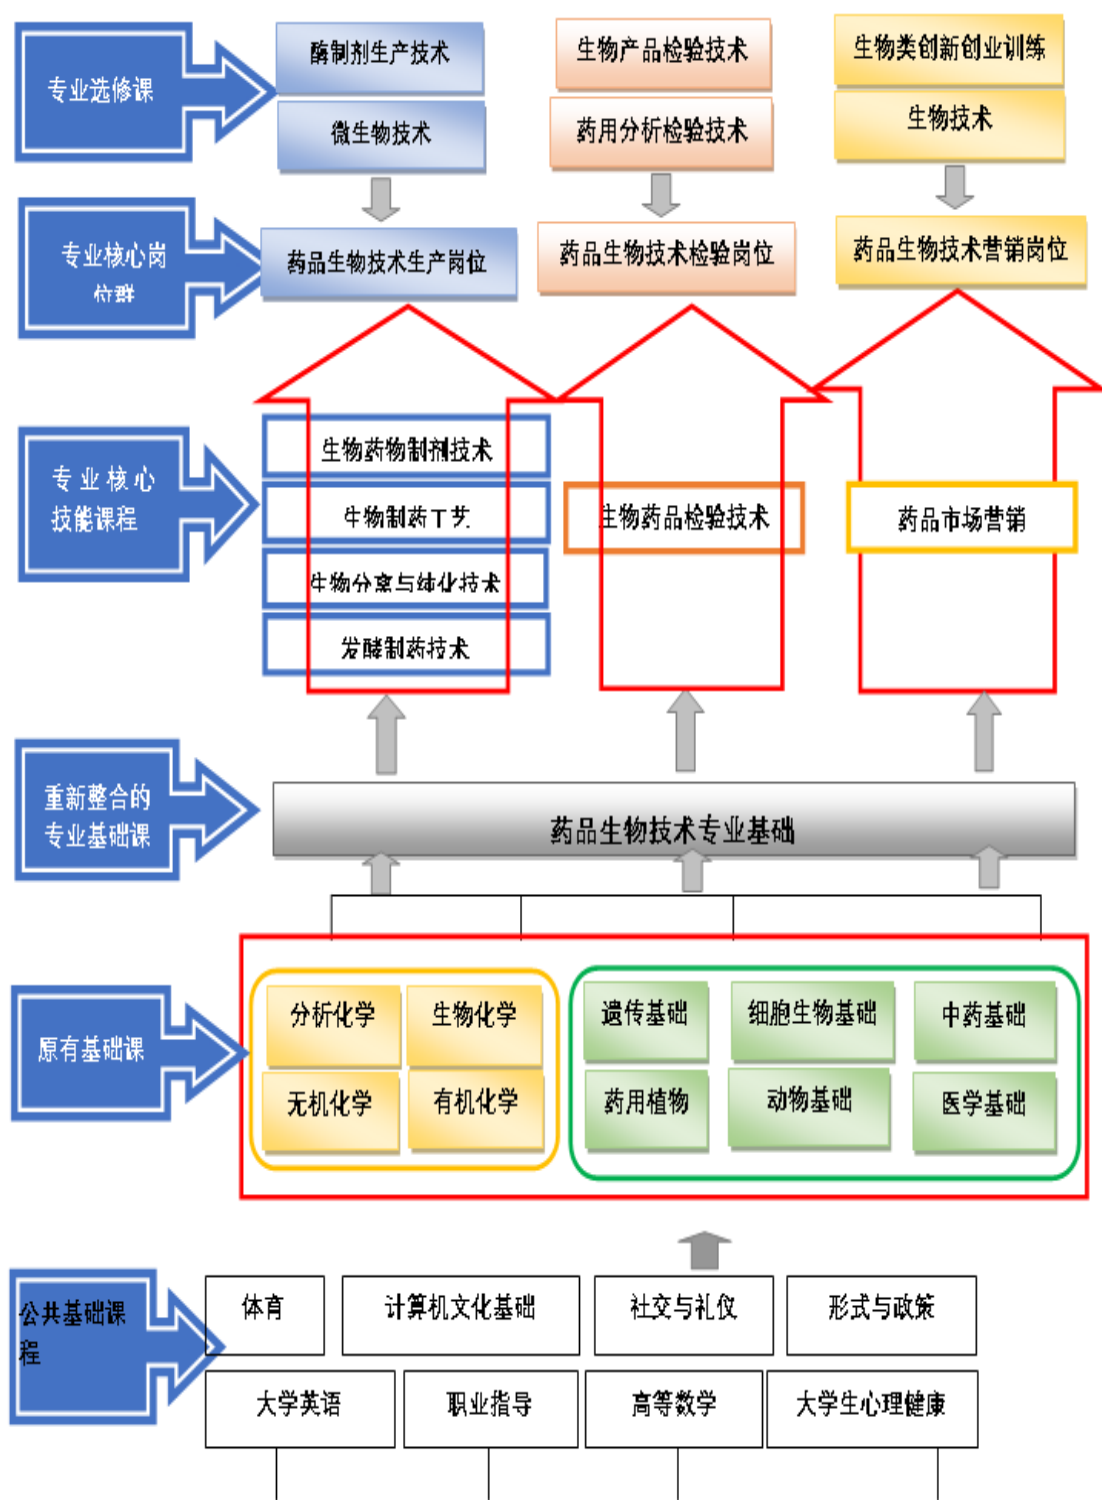 专业选修课
酶制剂生产技术
生物产品检验技术
生物类创新创业训练
微生物技术
药用分析检验技术
生物技术
专业核心岗
位群
药品生物技术生产岗位
药品生物技术检验岗位
药品生物技术营销岗位
专业核心
技能课程
生物药物制剂技术
生物制药工艺
生物分离与纯化技术
发酵制药技术
生物药品检验技术
药品市场营销
重新整合的
专业基础课
药品生物技术专业基础
原有基础课
分析化学
生物化学
遗传基础
细胞生物基础
中药基础
无机化学
有机化学
药用植物
动物基础
医学基础
公共基础课
程
体育
计算机文化基础
社交与礼仪
形式与政策
大学英语
职业指导
高等数学
大学生心理健康